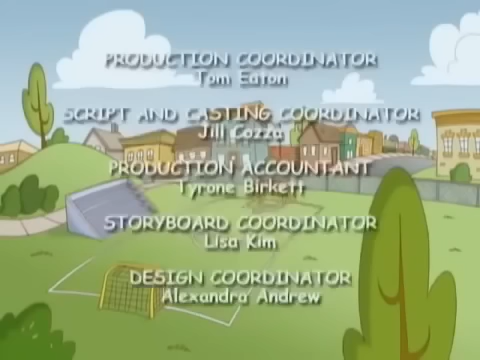 PRODUCTION COORDINATOR
Tom Eaton
SCRIPT AND CASTING COORDINATOR
Jill Cozza
PRODUCTION ACCOUNTANT
Tyrone Birkett
STORYBOARD COORDINATOR
Lisa Kim
DESIGN COORDINATOR
Alexandra Andrew